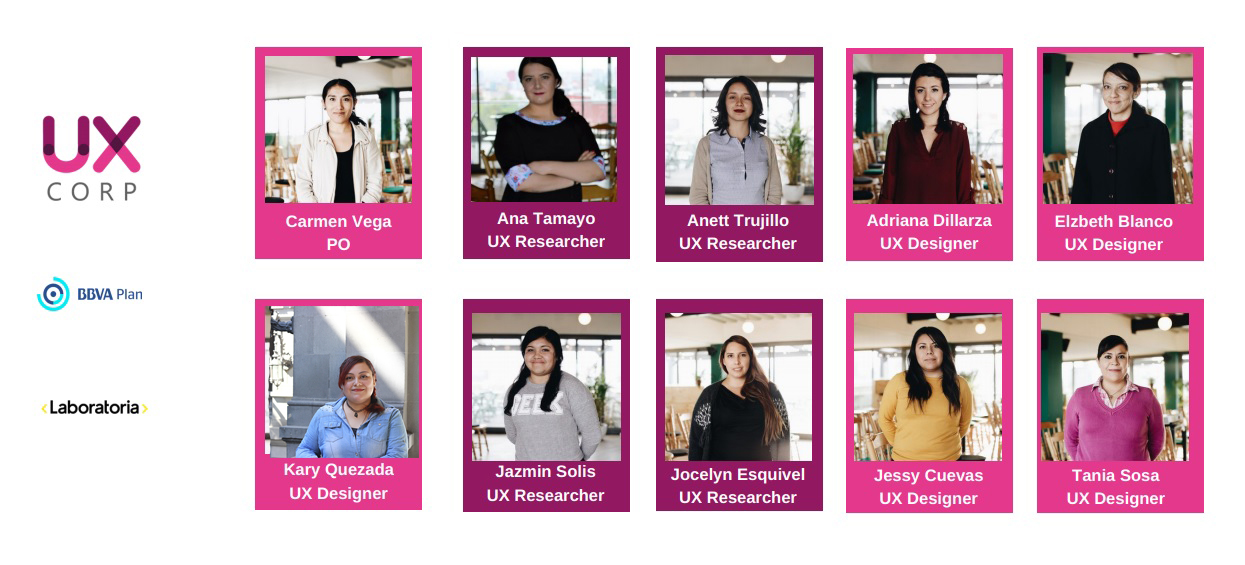 UX
CORP
BBVA Plan
<Laboratoria>
Carmen Vega
PO
Ana Tamayo
UX Researcher
Anett Trujillo
UX Researcher
Adriana Dillarza
UX Designer
Elzbeth Blanco
UX Designer
Kary Quezada
UX Designer
Jazmin Solis
UX Researcher
Jocelyn Esquivel
UX Researcher
Jessy Cuevas
UX Designer
Tania Sosa
UX Designer